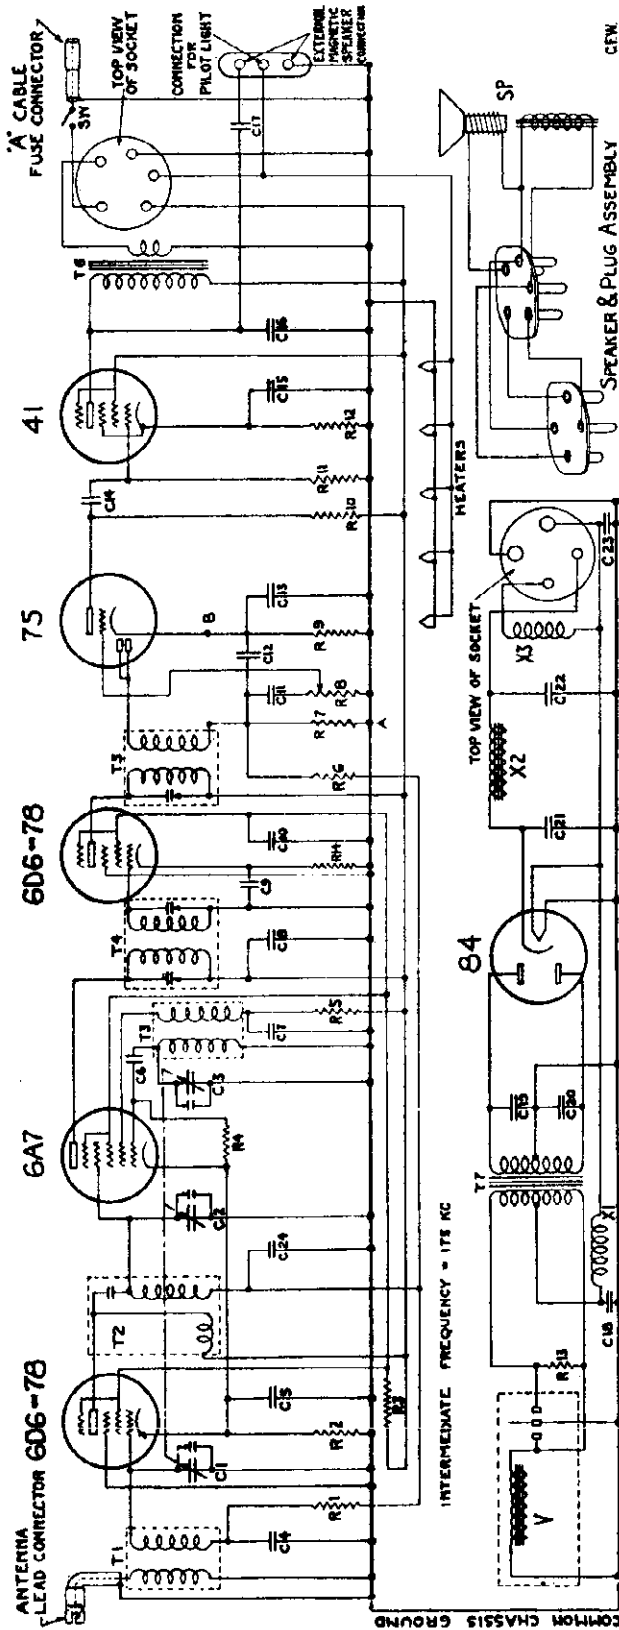 "A" CABLE
FUSE CONNECTOR
SW
TOP VIEW
OF SOCKET
CONNECTION
FOR
PILOT LIGHT
EXTERNAL
MAGNETIC
SPEAKER
CONNECTION
C17
T6
C16
41
C15
R12
C14
R11
R10
HEATERS
75
B
C13
R9
C12
C11
R8
R7
A
R6
T5
6D6-78
C10
R14
C9
T4
C8
T3
R5
C7
C6
C3
6A7
R4
C2
C24
T2
INTERMEDIATE FREQUENCY = 175 KC
6D6-78
C5
R2
R3
C1
R1
C4
T1
ANTENNA
LEAD CONNECTOR
COMMON CHASSIS GROUND
V
R13
C18
X1
T7
C19
C20
84
C21
X2
C22
TOP VIEW OF SOCKET
X3
C23
SP
SPEAKER & PLUG ASSEMBLY
C.F.W.